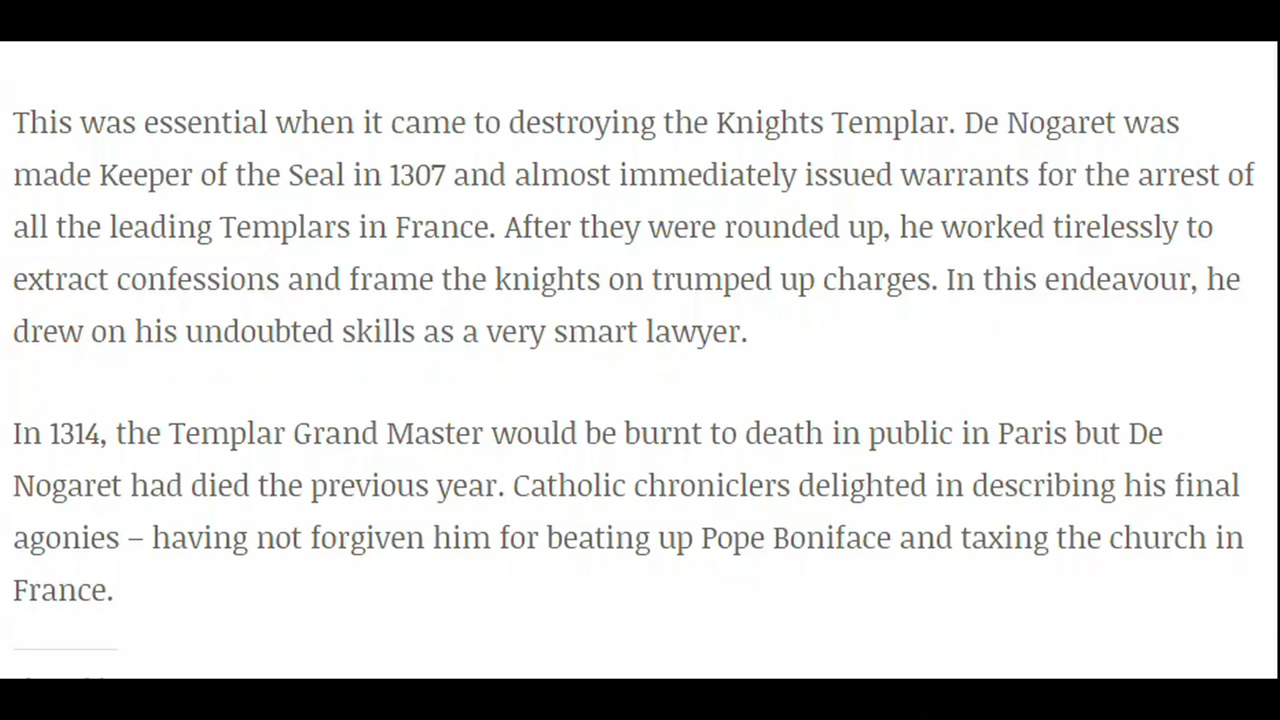 This was essential when it came to destroying the Knights Templar. De Nogaret was
made Keeper of the Seal in 1307 and almost immediately issued warrants for the arrest of
all the leading Templars in France. After they were rounded up, he worked tirelessly to
extract confessions and frame the knights on trumped up charges. In this endeavour, he
drew on his undoubted skills as a very smart lawyer.
In 1314, the Templar Grand Master would be burnt to death in public in Paris but De
Nogaret had died the previous year. Catholic chroniclers delighted in describing his final
agonies – having not forgiven him for beating up Pope Boniface and taxing the church in
France.